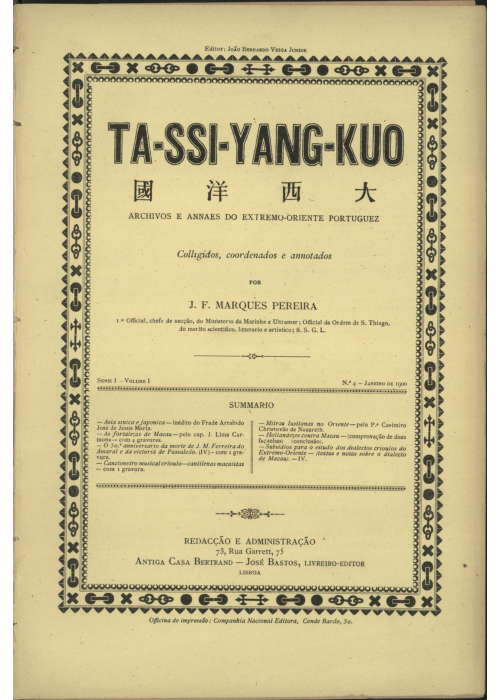 Editor: João Bernardo Veiga Junior
TA-SSI-YANG-KUO
國 洋 西 大
ARCHIVOS E ANNAES DO EXTREMO-ORIENTE PORTUGUEZ
Colligidos, coordenados e annotados
POR
J. F. MARQUES PEREIRA
1.º Official, chefe de secção, do Ministerio da Marinha e Ultramar; Official da Ordem de S. Thiago,
do merito scientifico, litterario e artistico; S. S. G. L.
Serie I – Volume I
N.º 4 – Janeiro de 1900
SUMMARIO
— Asia sinica e japonica — inédito do Frade Arrabido
José de Jesus Maria.
— As fortalezas de Macau — pelo cap. J. Lima Car-
mona — com 4 gravuras.
— O 50.º anniversario da morte de J. M. Ferreira do
Amaral e da victoria de Passaleão. (IV) — com 1 gra-
vura.
— Cancioneiro musical crioulo — cantilenas macaistas
— com 1 gravura.
— Mitras lusitanas no Oriente — pelo P.e Casimiro
Christovão de Nazareth.
— Hollandezes contra Macau — (comprovação de duas
façanhas) – conclusão.
— Subsidios para o estudo dos dialectos crioulos do
Extremo-Oriente — textos e notas sobre o dialecto
de Macau. — IV.
REDACÇÃO E ADMINISTRAÇÃO
73, Rua Garrett, 75
Antiga Casa Bertrand — José Bastos, livreiro-editor
LISBOA
Officina de impressão: Companhia Nacional Editora, Conde Barão, 50.